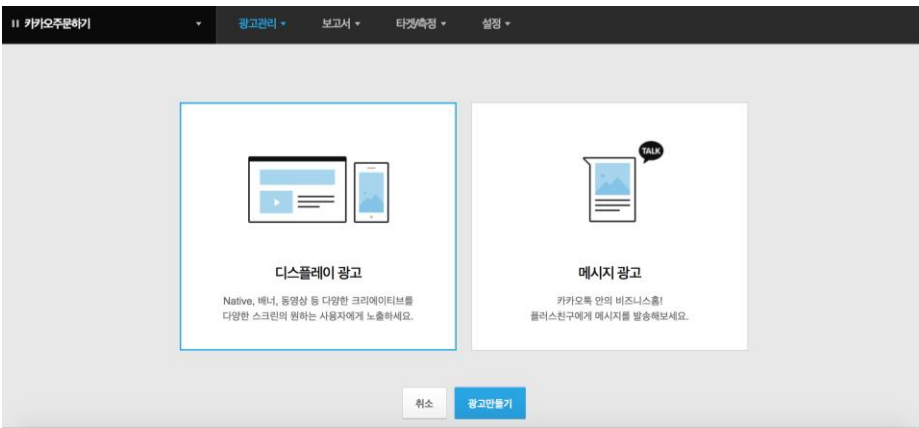 카카오주문하기
광고관리
보고서
타겟/측정
설정
TALK
디스플레이 광고
Native, 배너, 동영상 등 다양한 크리에이티브를
다양한 스크린의 원하는 사용자에게 노출하세요.
메시지 광고
카카오톡 안의 비즈니스홈!
플러스친구에게 메시지를 발송해보세요.
취소
광고만들기